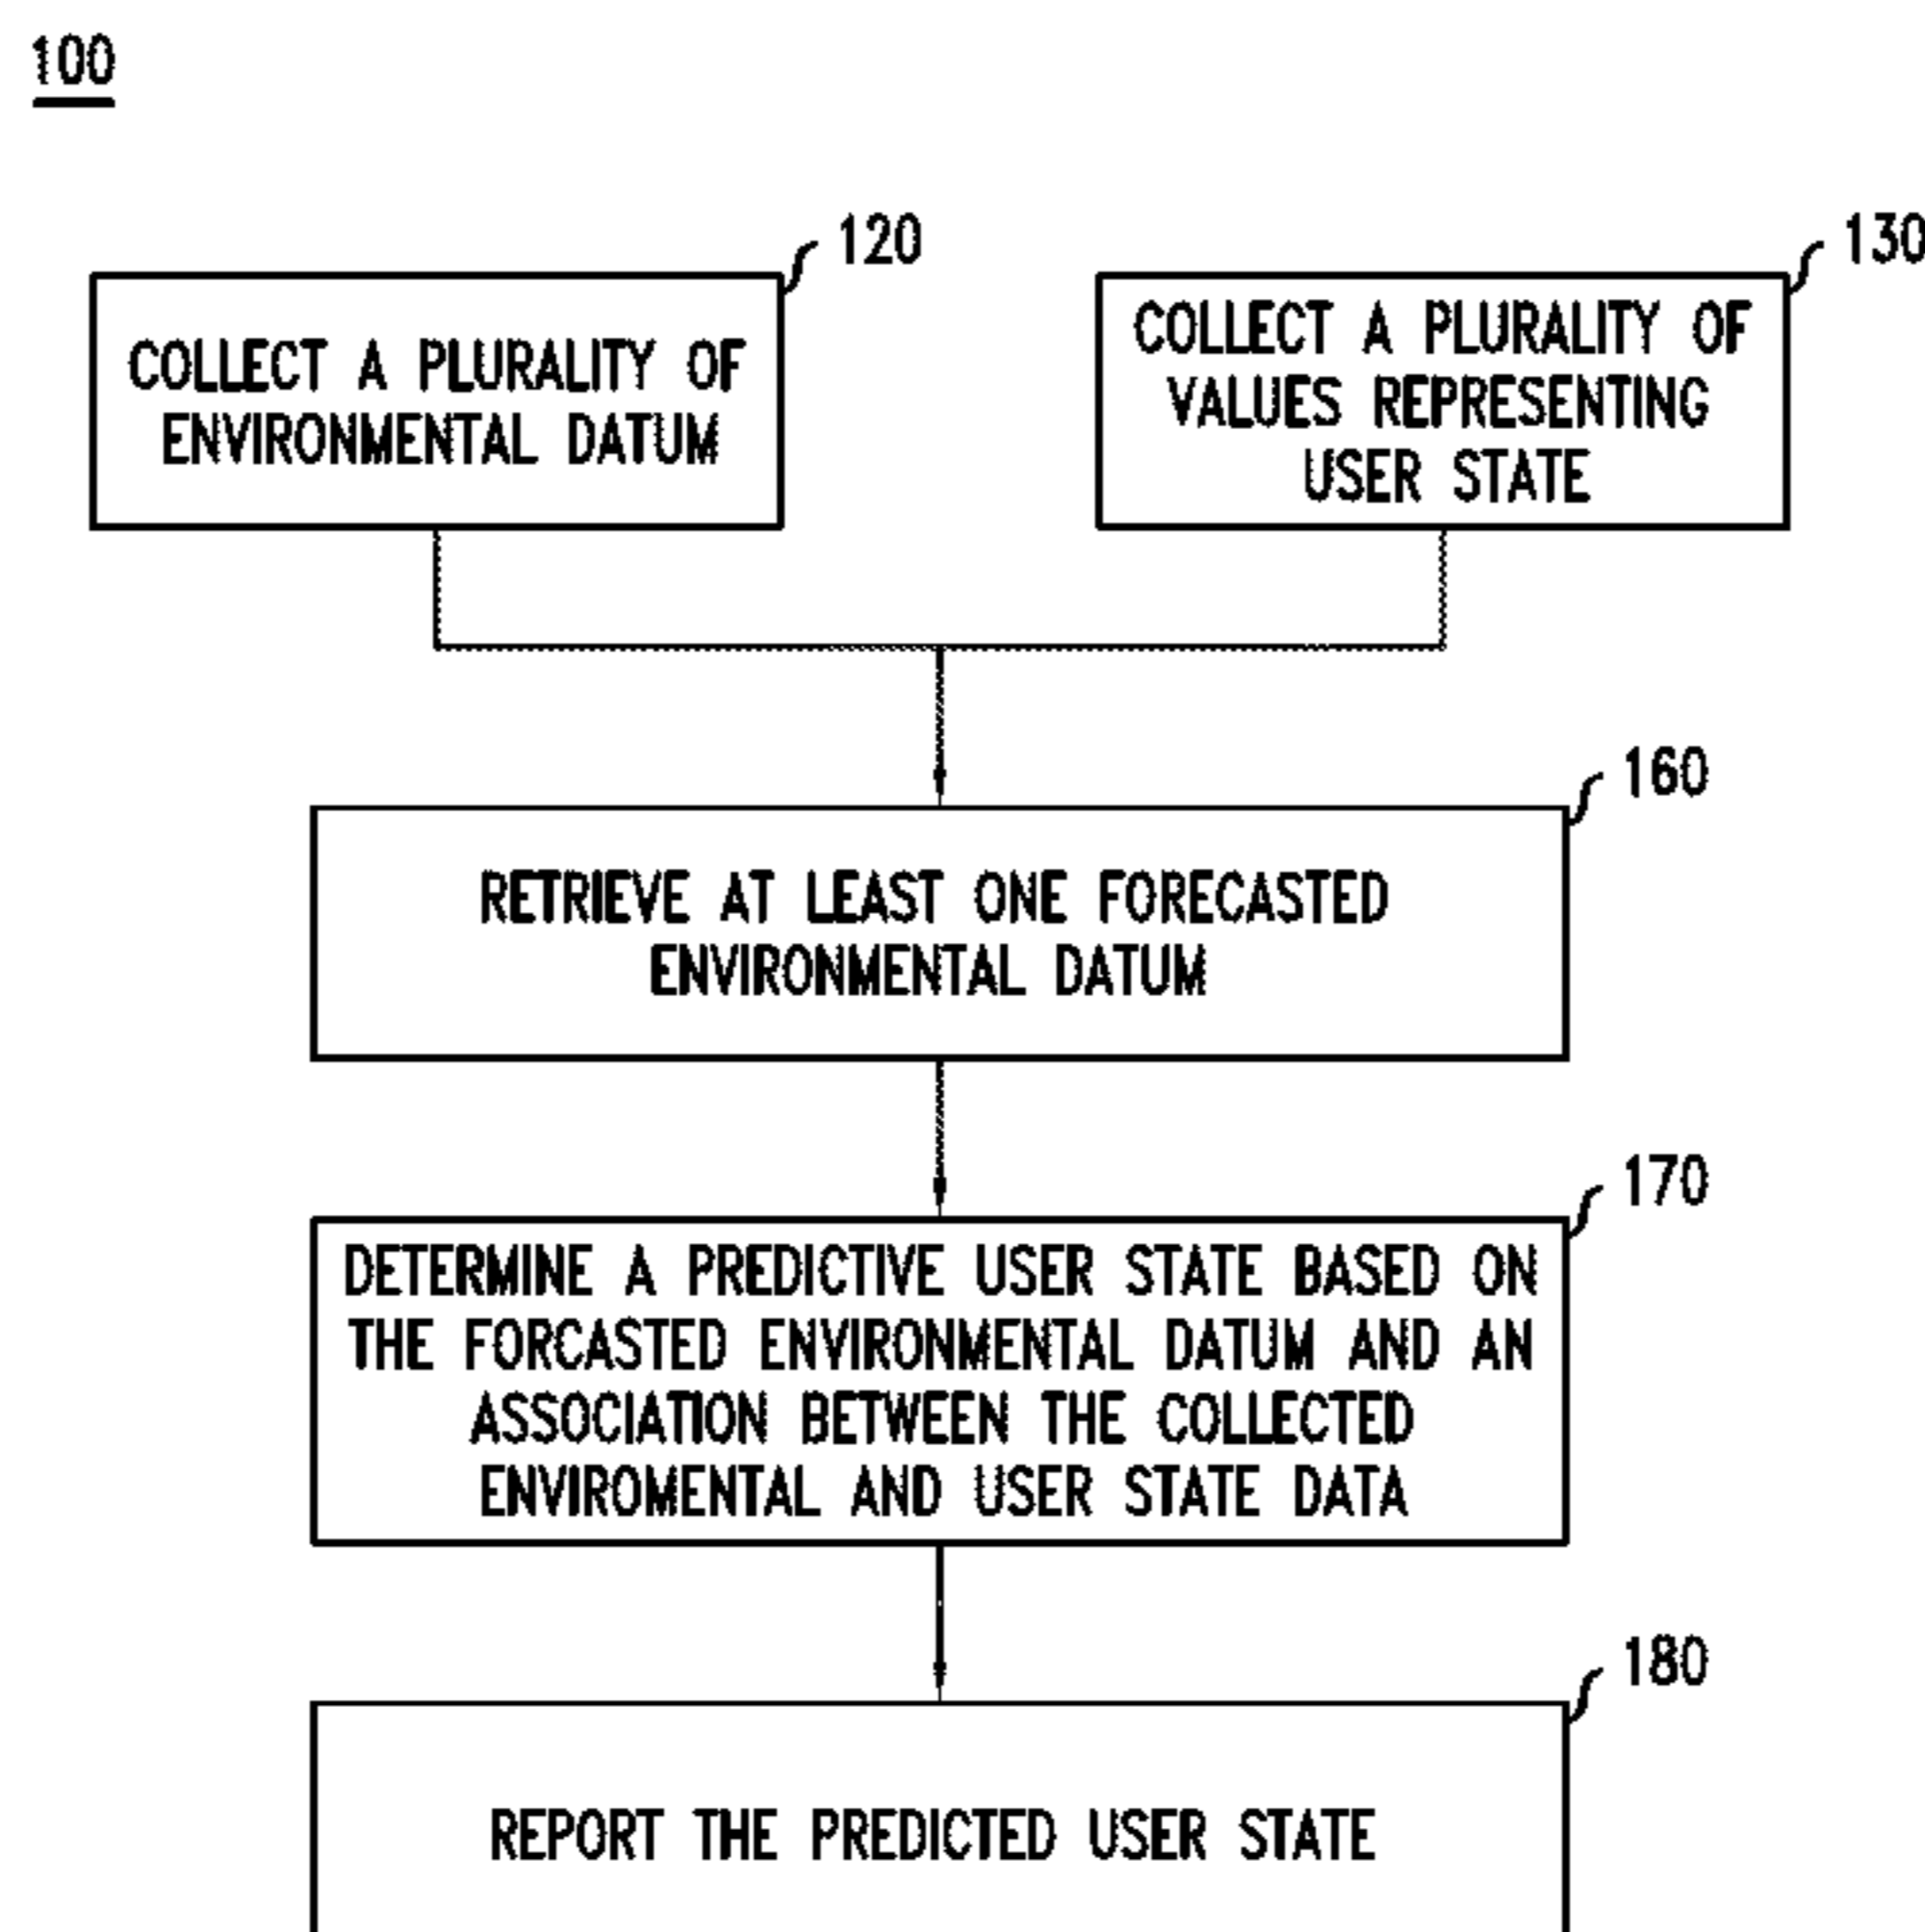 100
120
COLLECT A PLURALITY OF
ENVIRONMENTAL DATUM
130
COLLECT A PLURALITY OF
VALUES REPRESENTING
USER STATE
160
RETRIEVE AT LEAST ONE FORECASTED
ENVIRONMENTAL DATUM
170
DETERMINE A PREDICTIVE USER STATE BASED ON
THE FORCASTED ENVIRONMENTAL DATUM AND AN
ASSOCIATION BETWEEN THE COLLECTED
ENVIROMENTAL AND USER STATE DATA
180
REPORT THE PREDICTED USER STATE